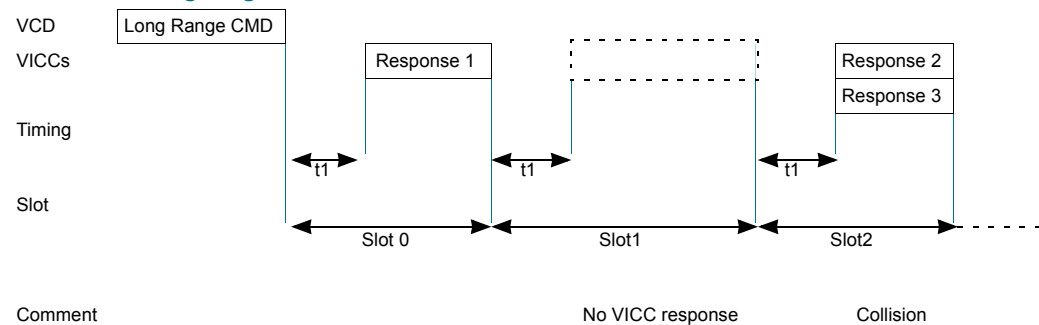 VCD
Long Range CMD
VICCs
Response 1
Response 2
Response 3
Timing
t1
t1
t1
Slot
Slot 0
Slot1
Slot2
Comment
No VICC response
Collision